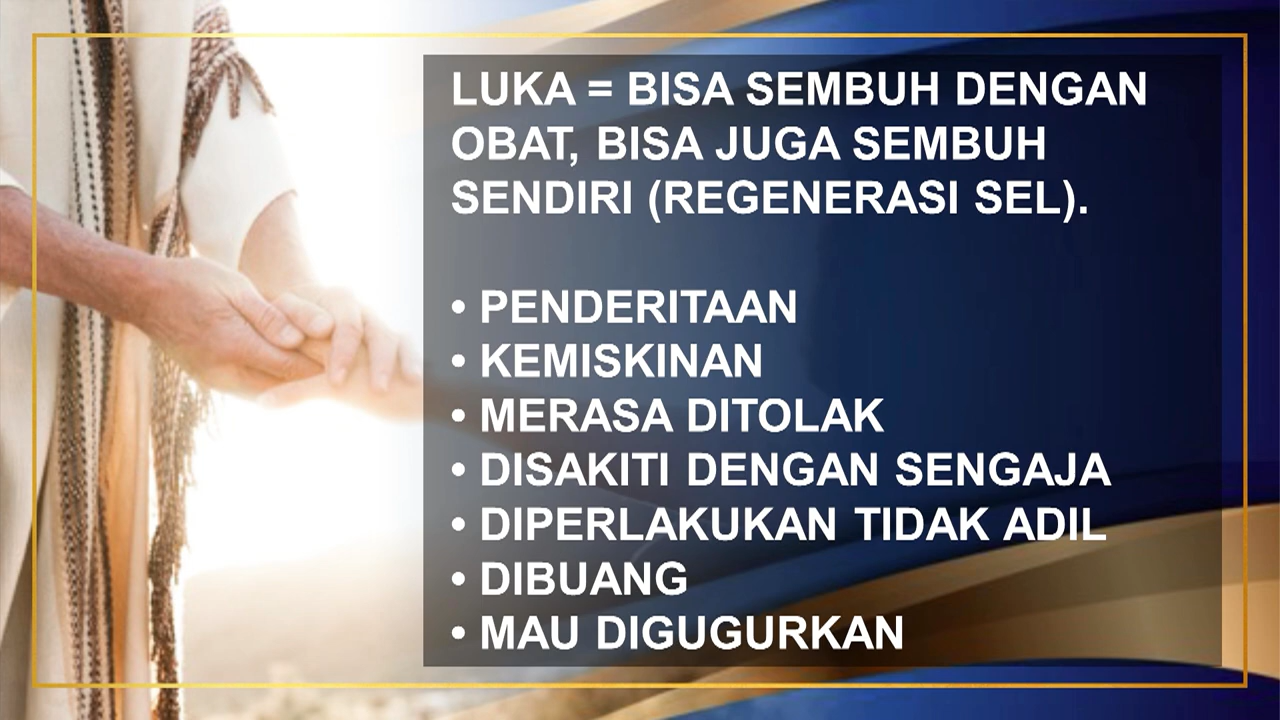 LUKA = BISA SEMBUH DENGAN
OBAT, BISA JUGA SEMBUH
SENDIRI (REGENERASI SEL).
• PENDERITAAN
• KEMISKINAN
• MERASA DITOLAK
• DISAKITI DENGAN SENGAJA
• DIPERLAKUKAN TIDAK ADIL
• DIBUANG
• MAU DIGUGURKAN